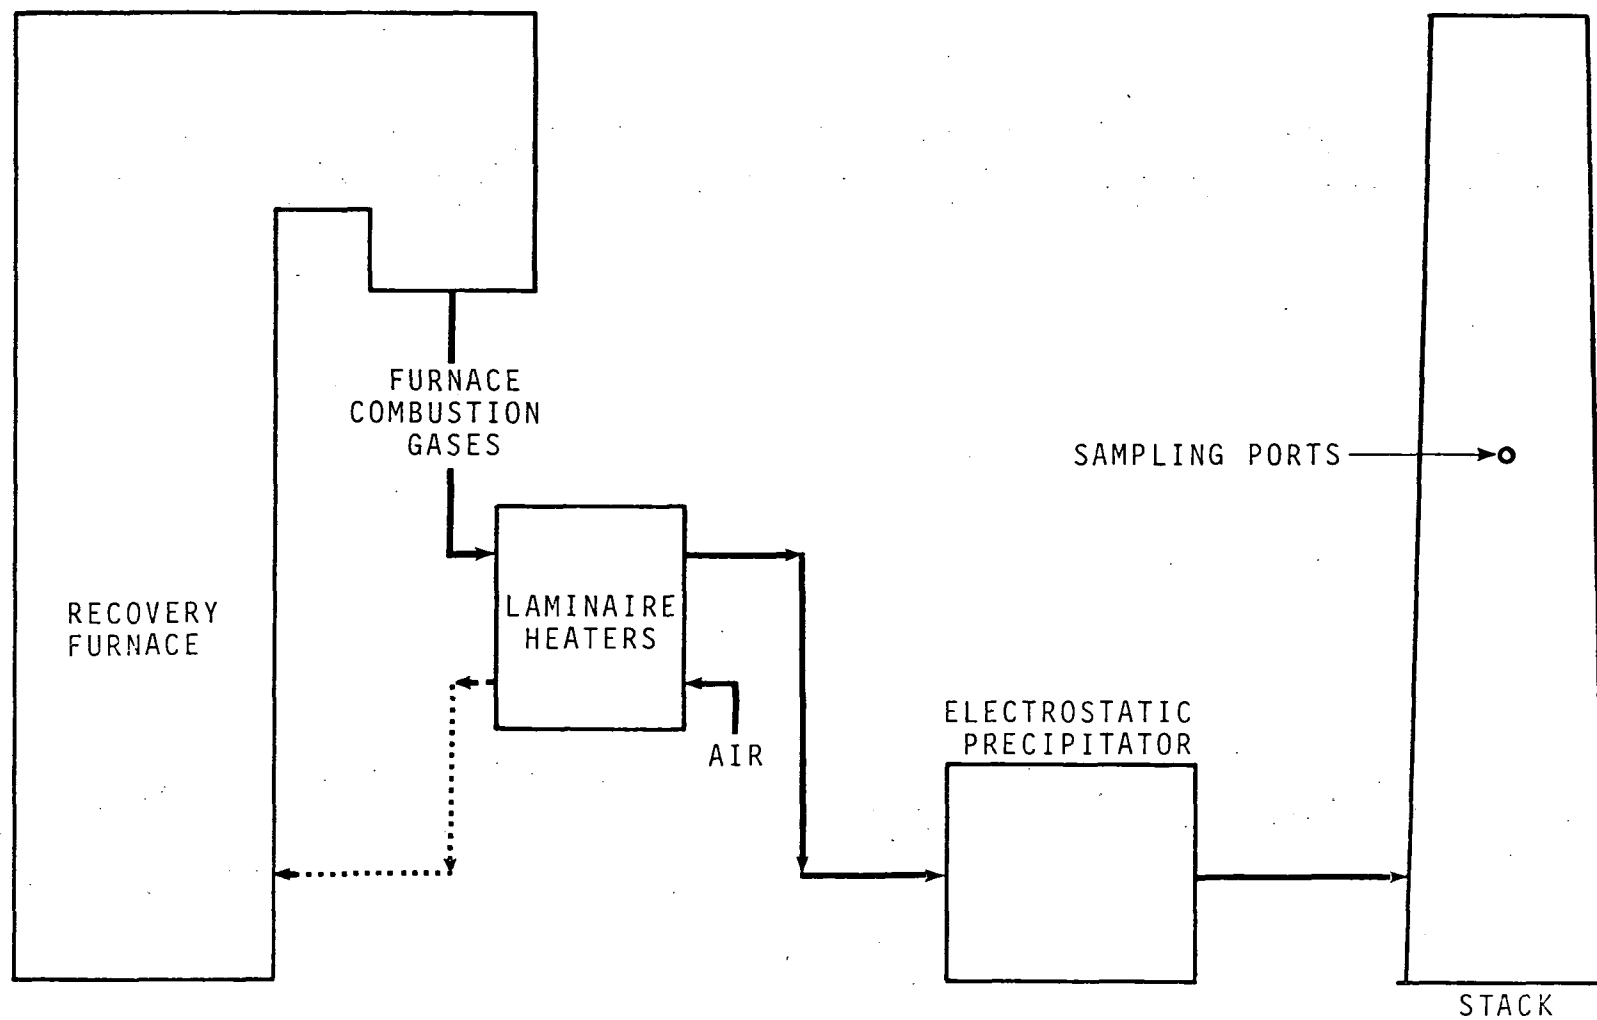 FURNACE
COMBUSTION
GASES
SAMPLING PORTS
RECOVERY
FURNACE
LAMINAIRE
HEATERS
AIR
ELECTROSTATIC
PRECIPITATOR
STACK